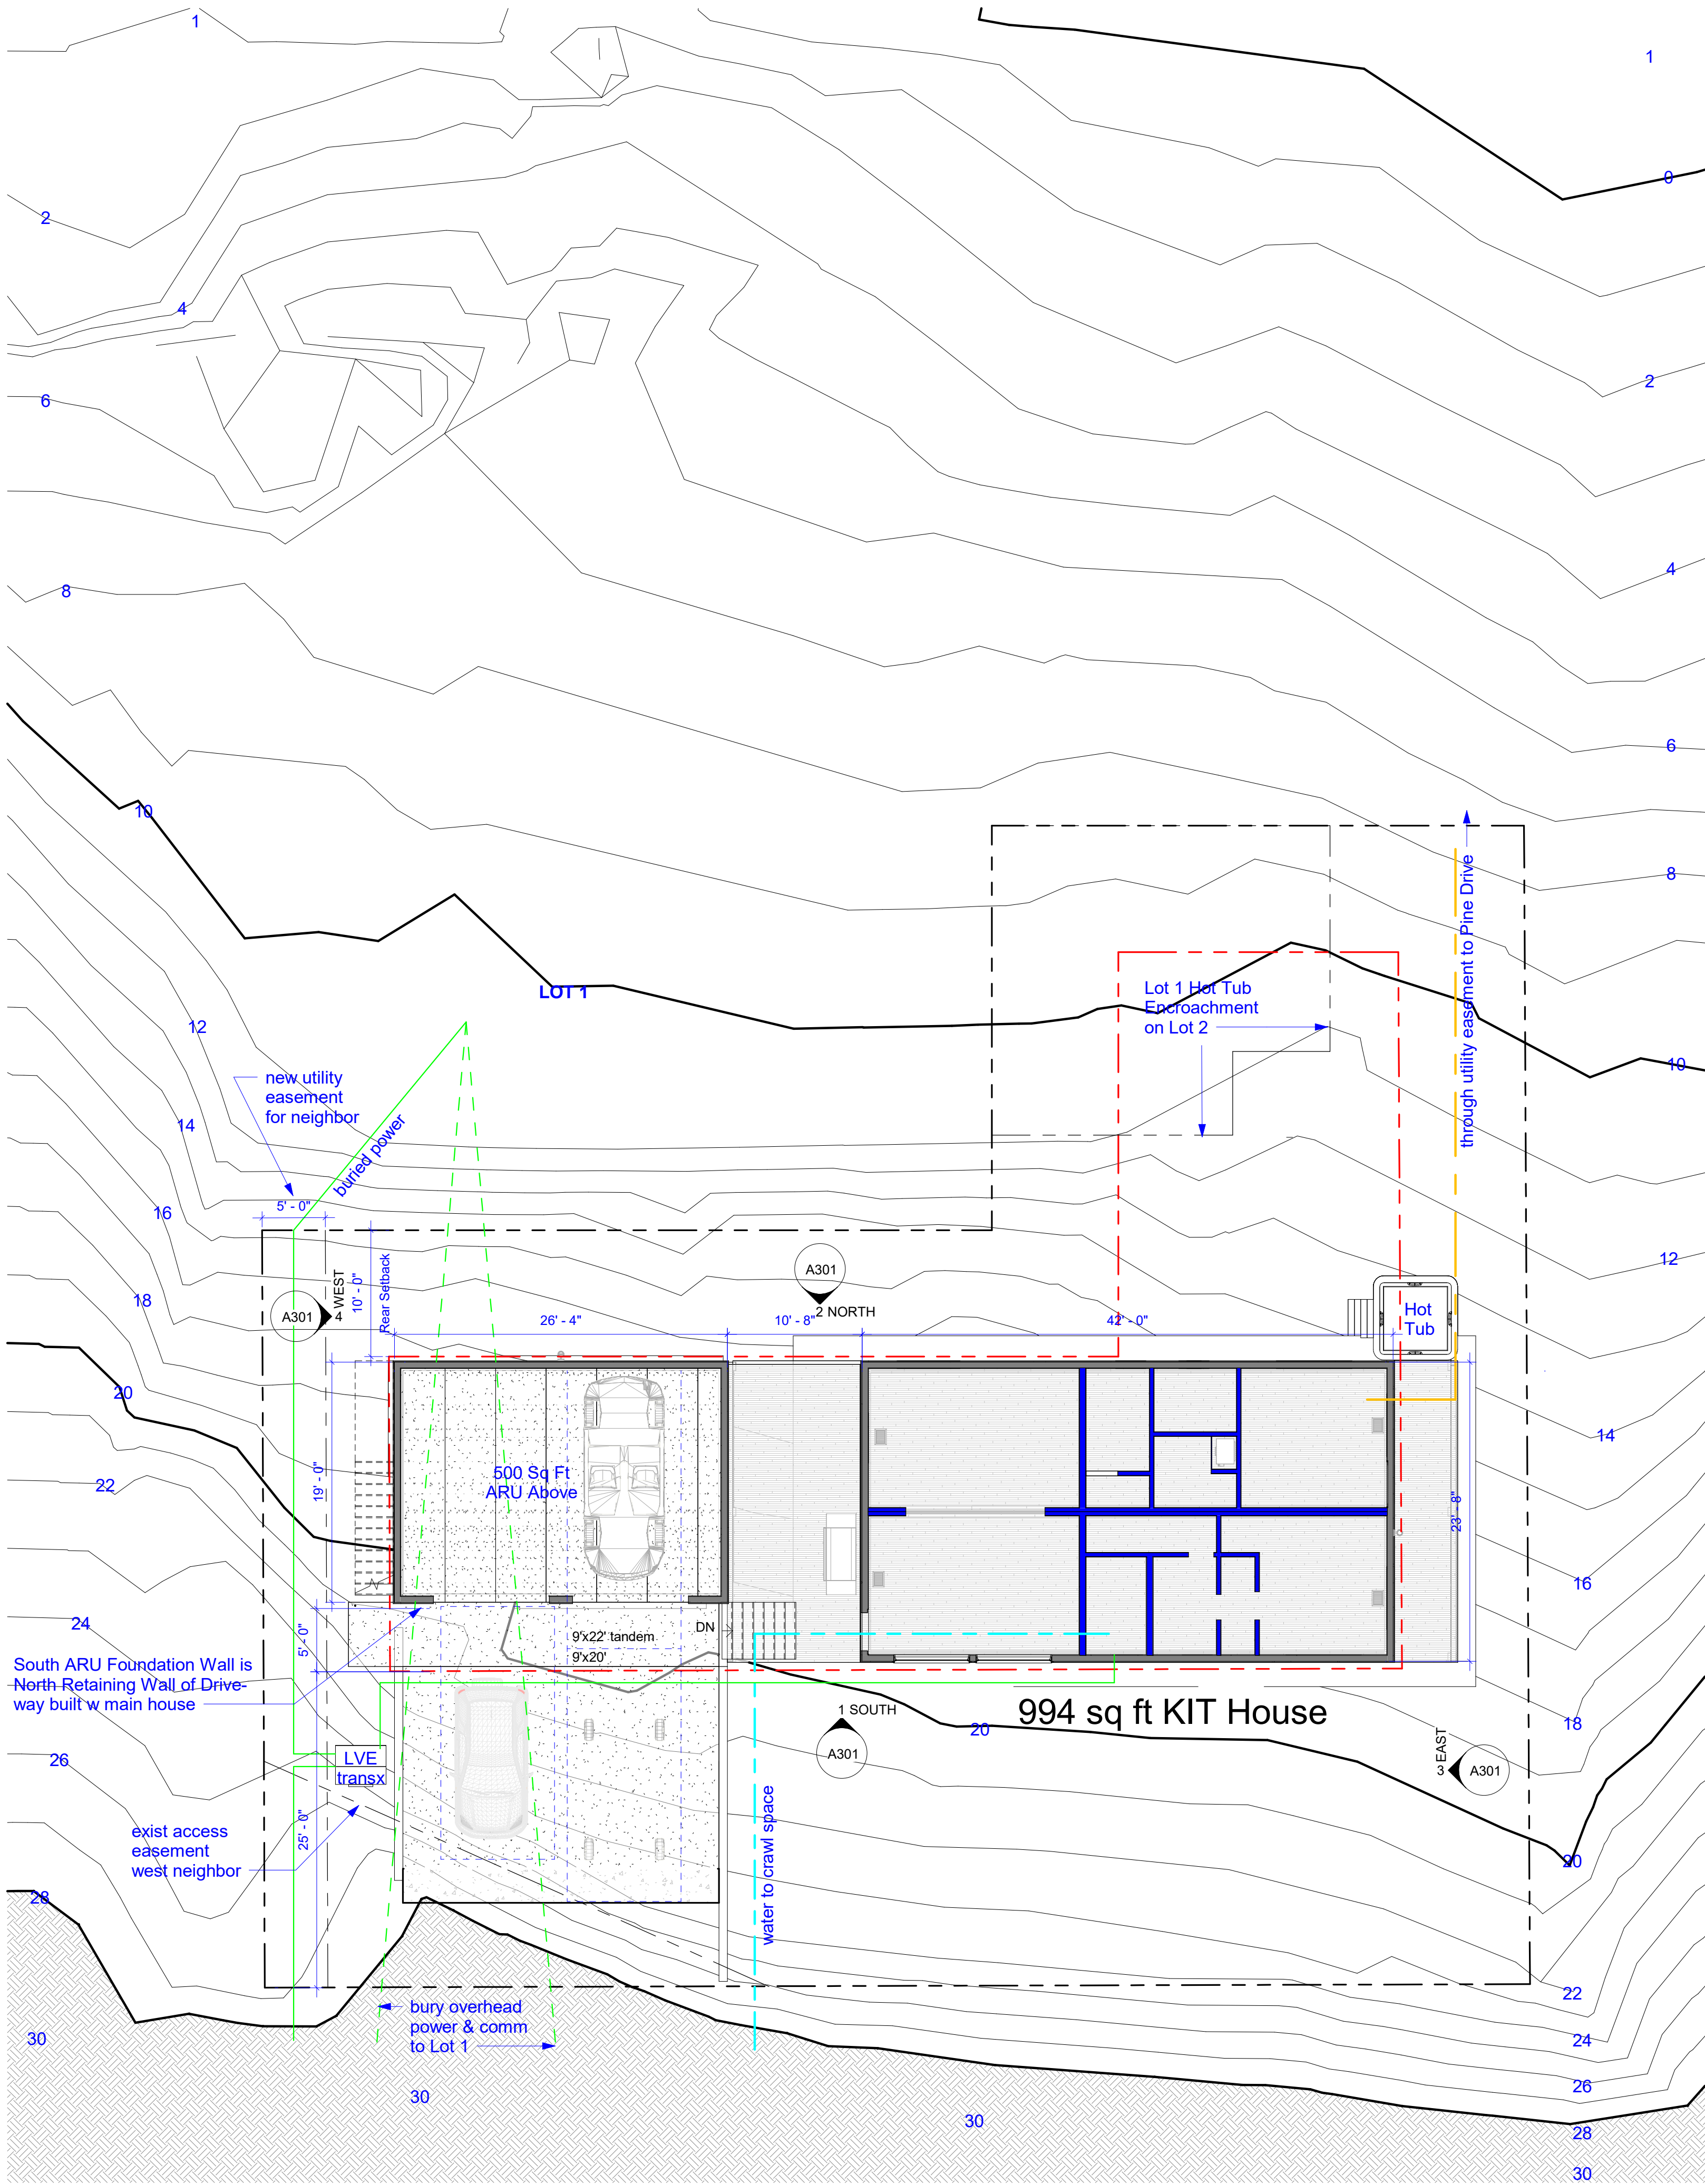 1
1
0
2
4
2
6
4
8
6
10
8
through utility easement to Pine Drive
LOT 1
Lot 1 Hot Tub
Encroachment
on Lot 2
12
10
new utility
easement
for neighbor
14
buried power
16
5' - 0"
12
18
A301
4 WEST
10' - 0"
Rear Setback
A301
2 NORTH
26' - 4"
10' - 8"
42' - 0"
Hot
Tub
20
14
22
19' - 0"
500 Sq Ft
ARU Above
23' - 8"
16
24
5' - 0"
9'x22' tandem
9'x20'
DN
South ARU Foundation Wall is
North Retaining Wall of Drive-
way built w main house
1 SOUTH
A301
994 sq ft KIT House
20
18
26
LVE
transx
3 EAST
A301
25' - 0"
exist access
easement
west neighbor
water to crawl space
20
28
bury overhead
power & comm
to Lot 1
22
30
24
30
26
30
28
30